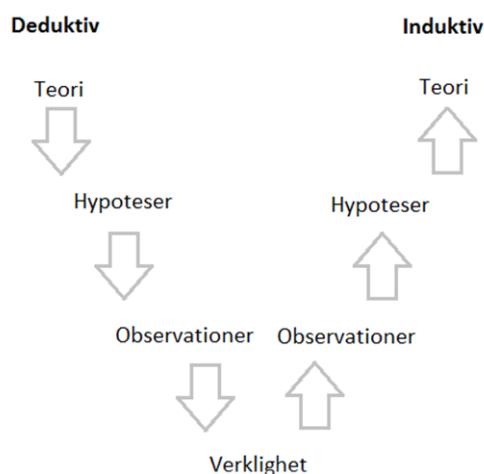 Deduktiv Induktiv
Teori Teori
Hypoteser Hypoteser
Observationer Observationer
Verklighet